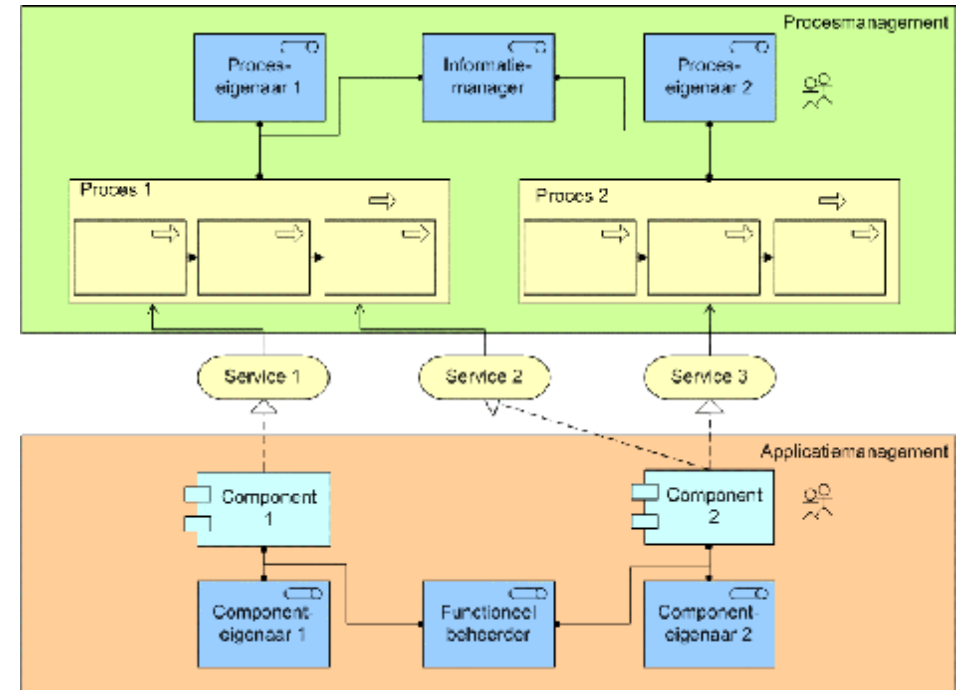 Procesmanagement
Proces-
eigenaar 1
Informatie-
manager
Proces-
eigenaar 2
Proces 1
Proces 2
Service 1
Service 2
Service 3
Applicatiemanagement
Component
1
Component
2
Component-
eigenaar 1
Functioneel
beheerder
Component-
eigenaar 2